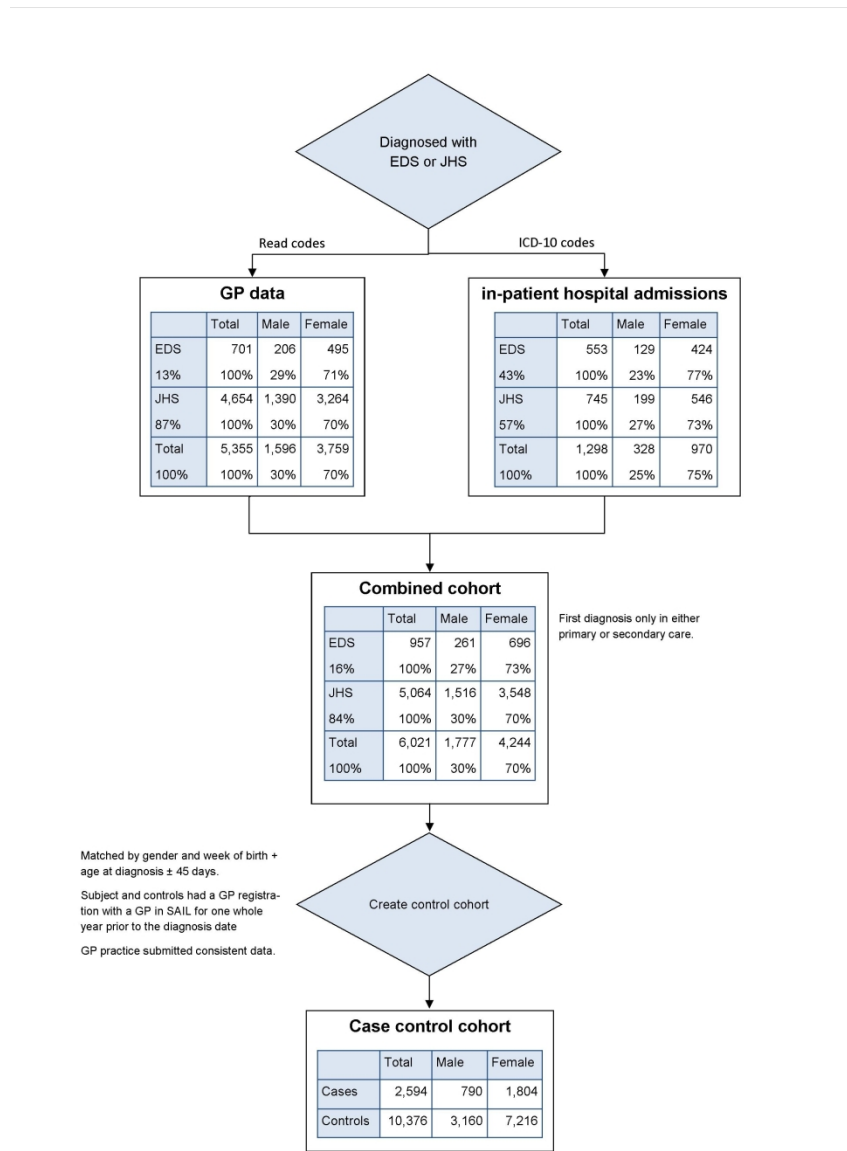 Diagnosed with
EDS or JHS
Read codes
ICD-10 codes
GP data
Total Male Female
EDS 701 206 495
13% 100% 29% 71%
JHS 4,654 1,390 3,264
87% 100% 30% 70%
Total 5,355 1,596 3,759
100% 100% 30% 70%
in-patient hospital admissions
Total Male Female
EDS 553 129 424
43% 100% 23% 77%
JHS 745 199 546
57% 100% 27% 73%
Total 1,298 328 970
100% 100% 25% 75%
Combined cohort
Total Male Female
EDS 957 261 696
16% 100% 27% 73%
JHS 5,064 1,516 3,548
84% 100% 30% 70%
Total 6,021 1,777 4,244
100% 100% 30% 70%
First diagnosis only in either
primary or secondary care.
Matched by gender and week of birth +
age at diagnosis ± 45 days.
Subject and controls had a GP registra-
tion with a GP in SAIL for one whole
year prior to the diagnosis date
GP practice submitted consistent data.
Create control cohort
Case control cohort
Total Male Female
Cases 2,594 790 1,804
Controls 10,376 3,160 7,216